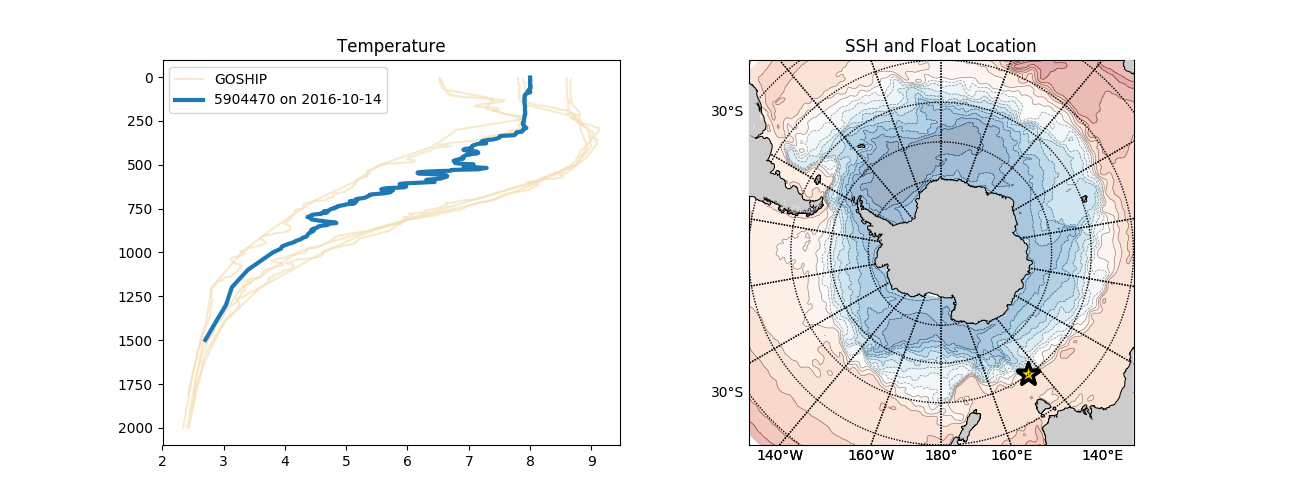 Temperature
GOSHIP
5904470 on 2016-10-14
0
250
500
750
1000
1250
1500
1750
2000
2 3 4 5 6 7 8 9
SSH and Float Location
30°S
30°S
140°W 160°W 180° 160°E 140°E